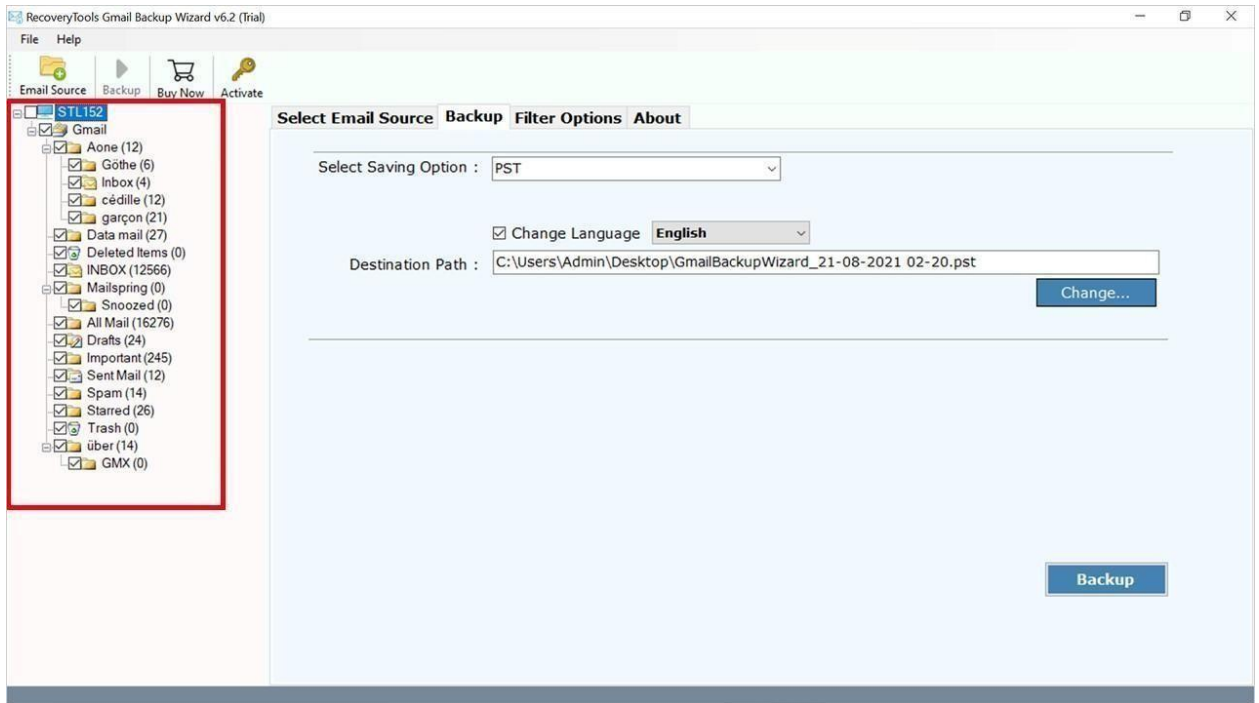 RecoveryTools Gmail Backup Wizard v6.2 (Trial)
File Help
Email Source Backup Buy Now Activate
STL152
Gmail
Aone (12)
Göthe (6)
Inbox (4)
cédille (12)
garçon (21)
Data mail (27)
Deleted Items (0)
INBOX (12566)
Mailspring (0)
Snoozed (0)
All Mail (16276)
Drafts (24)
Important (245)
Sent Mail (12)
Spam (14)
Starred (26)
Trash (0)
über (14)
GMX (0)
Select Email Source Backup Filter Options About
Select Saving Option : PST
Change Language English
Destination Path : C:\Users\Admin\Desktop\GmailBackupWizard_21-08-2021 02-20.pst
Change...
Backup